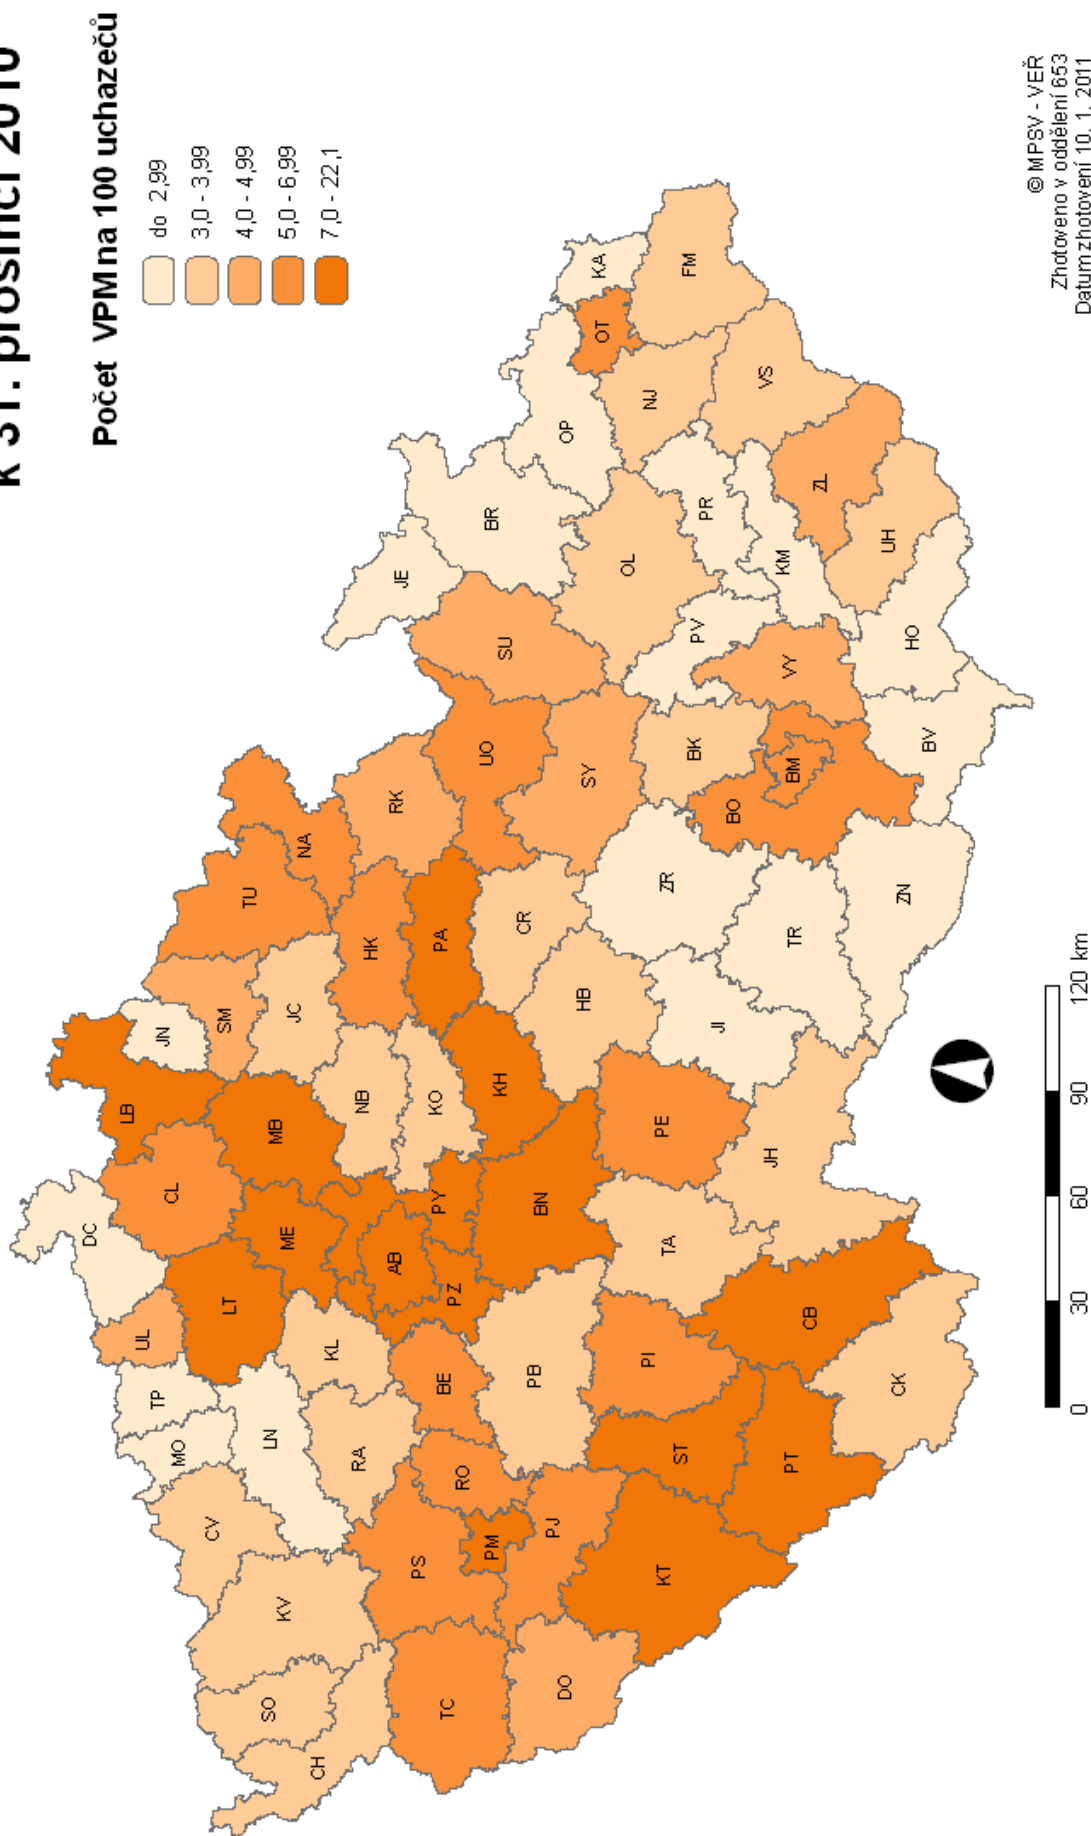 k 31. prosinci 2010
Počet VPM na 100 uchazečů
do 2,99
3,0 - 3,99
4,0 - 4,99
5,0 - 6,99
7,0 - 22,1
DC
LB
JN
CL
SM
TU
UL
LT
MB
JC
NA
TP
ME
MO
LN
KL
NB
HK
RK
JE
CV
RA
AB
KO
PA
UO
BR
KV
BE
PZ
PY
KH
SU
OP
KA
SO
PS
RO
PB
BN
CR
SY
OL
OT
CH
PM
PJ
HB
NJ
FM
TC
PI
TA
PE
ZR
BK
PV
PR
DO
ST
JI
BO
BM
VY
KM
VS
KT
PT
CB
JH
TR
ZL
CK
ZN
BV
HO
UH
0 30 60 90 120 km
© MPSV - VEŘ
Zhotoveno v oddělení 653
Datum zhotovení 10. 1. 2011